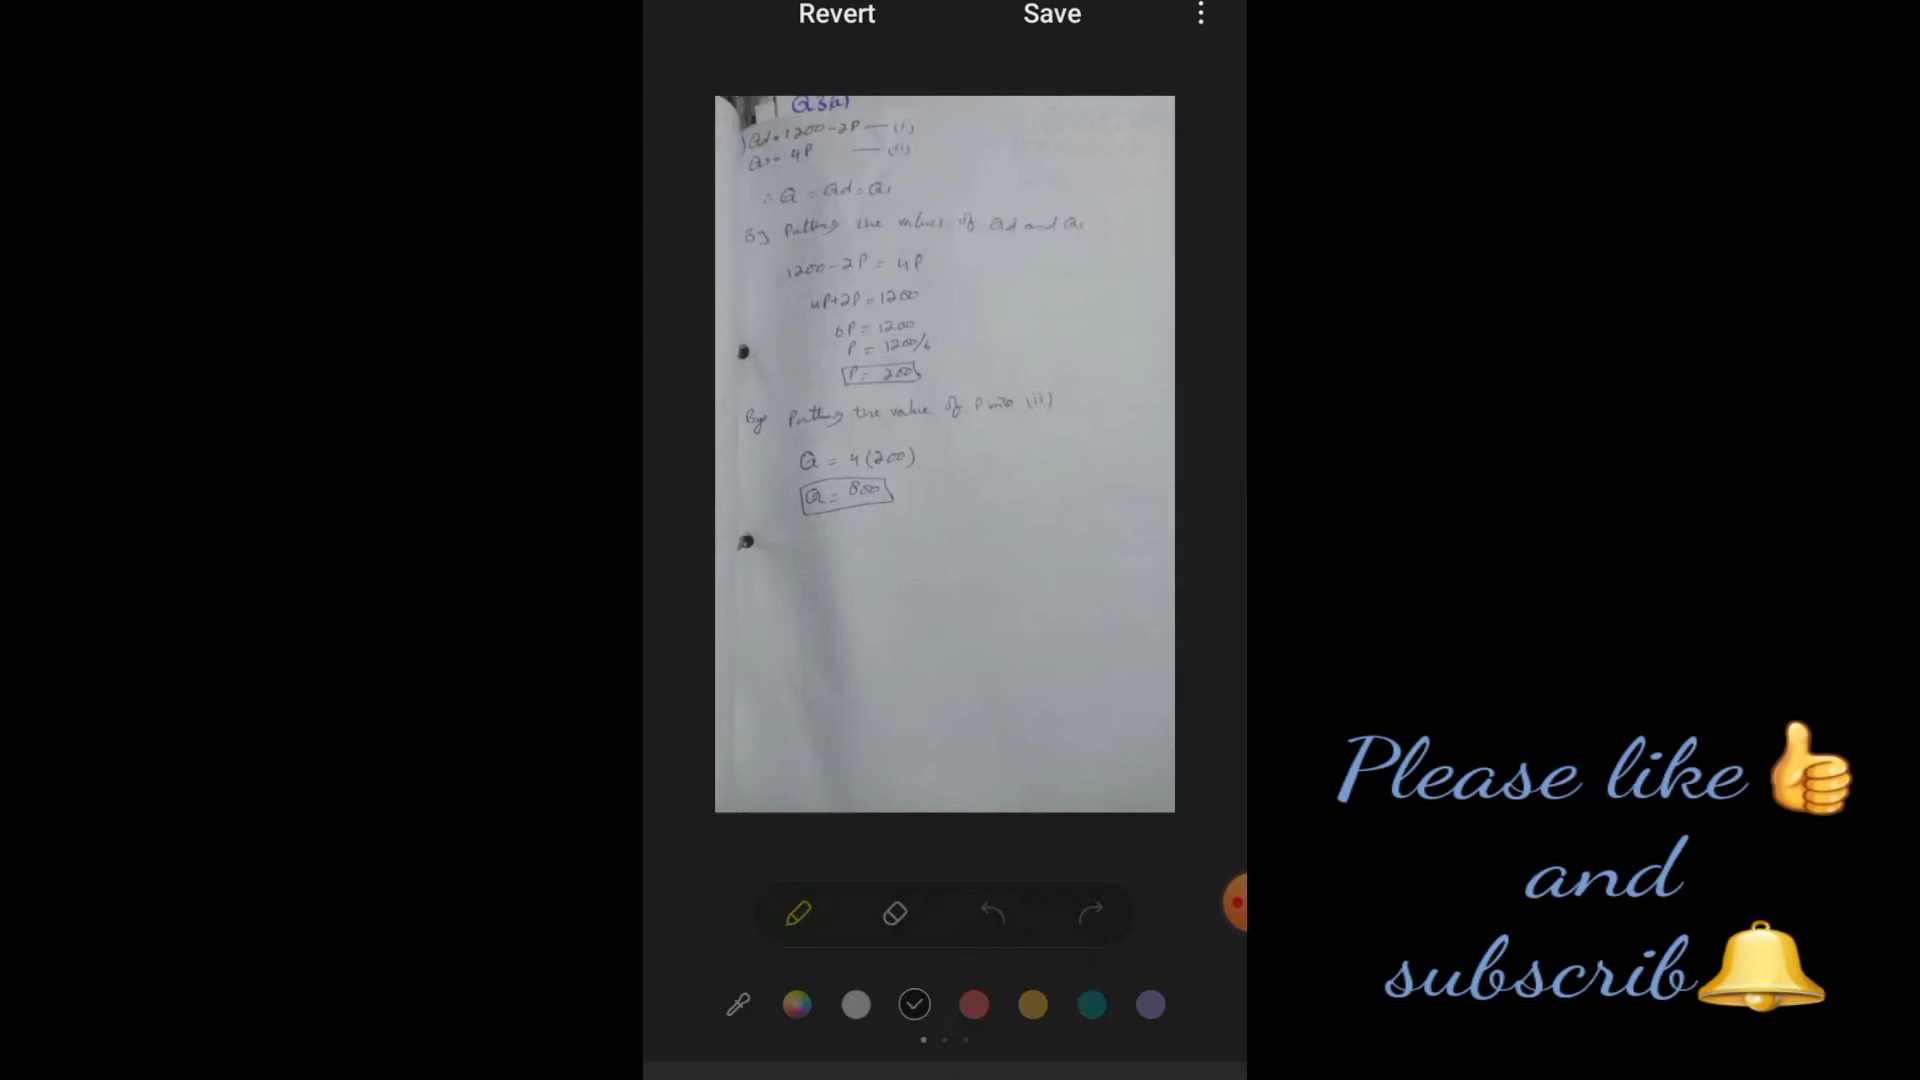 Revert Save
Q3(a)
Qd = 1200 - 2P — (i)
Qs = 4P — (ii)
∴ Q = Qd = Qs
By Putting the values of Qd and Qs
1200 - 2P = 4P
4P+2P = 1200
6P = 1200
P = 1200/6
P = 200
By Putting the value of P into (ii)
Q = 4(200)
Q = 800
Please like 👍
and
subscrib🔔